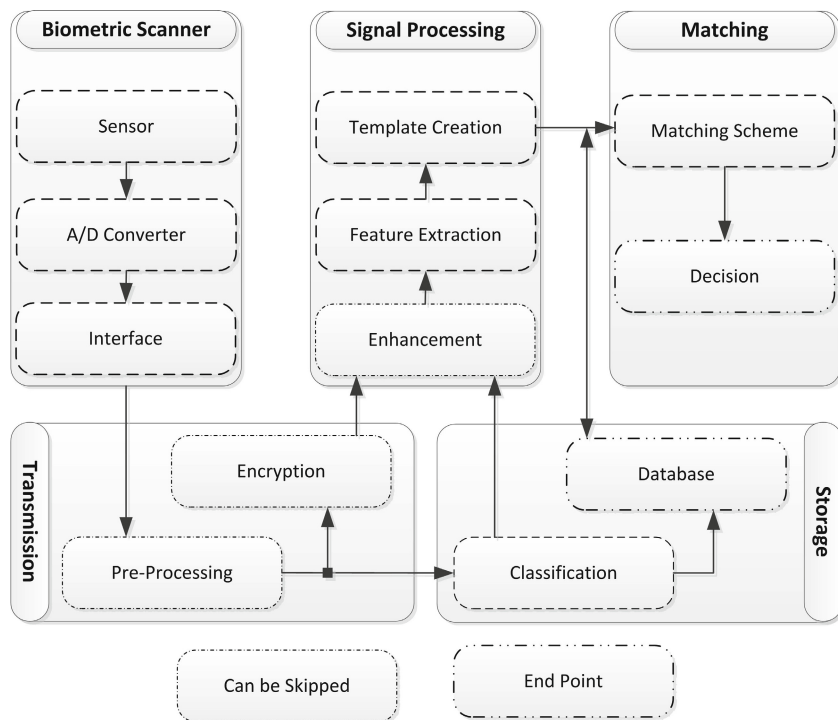 Biometric Scanner
Sensor
A/D Converter
Interface
Signal Processing
Template Creation
Feature Extraction
Enhancement
Matching
Matching Scheme
Decision
Transmission
Encryption
Pre-Processing
Storage
Database
Classification
Can be Skipped
End Point